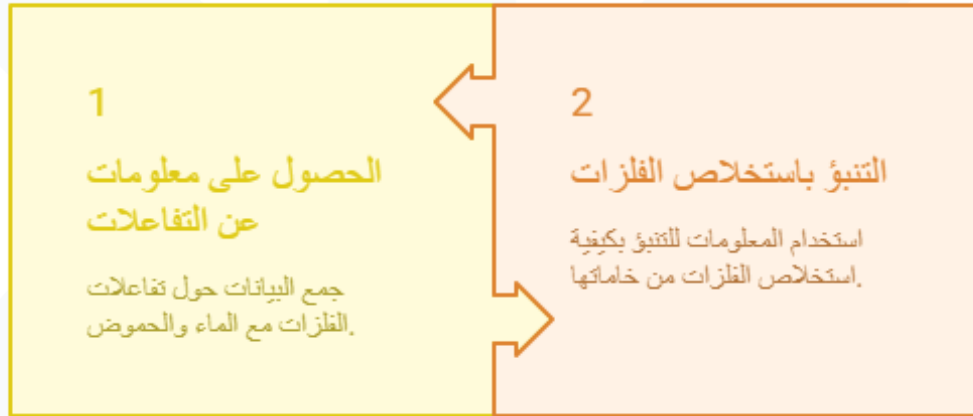 1
الحصول على معلومات
عن التفاعلات
جمع البيانات حول تفاعلات
الفلزات مع الماء والحموض.
2
التنبؤ باستخلاص الفلزات
استخدام المعلومات للتنبؤ بكيفية
استخلاص الفلزات من خاماتها.